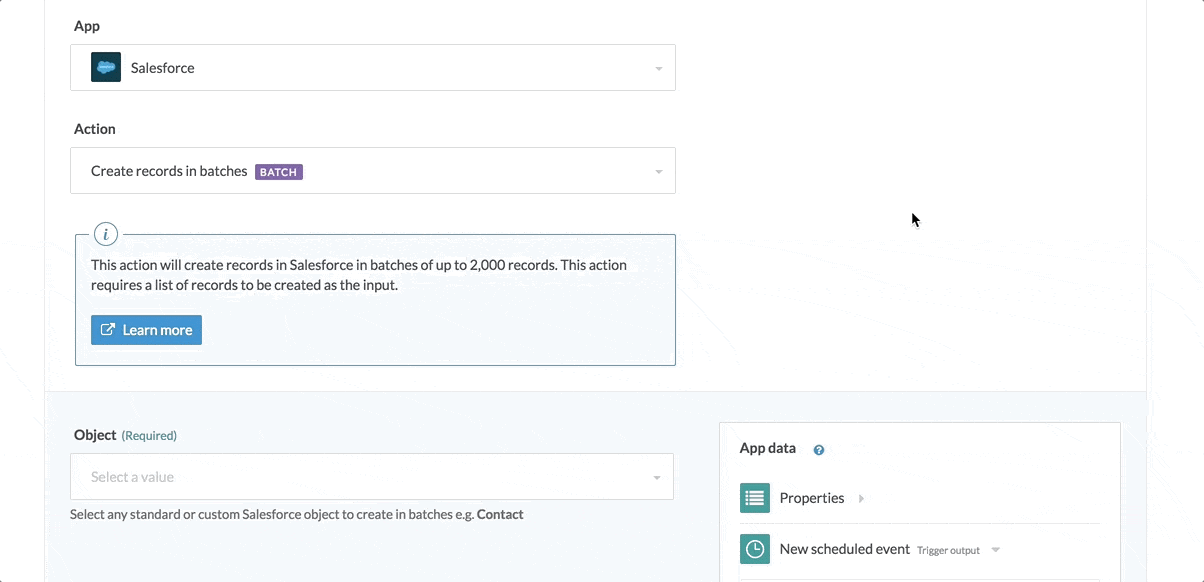 App
Salesforce
Action
Create records in batches BATCH
i
This action will create records in Salesforce in batches of up to 2,000 records. This action
requires a list of records to be created as the input.
Learn more
Object (Required)
Select a value
Select any standard or custom Salesforce object to create in batches e.g. Contact
App data ?
Properties
New scheduled event Trigger output